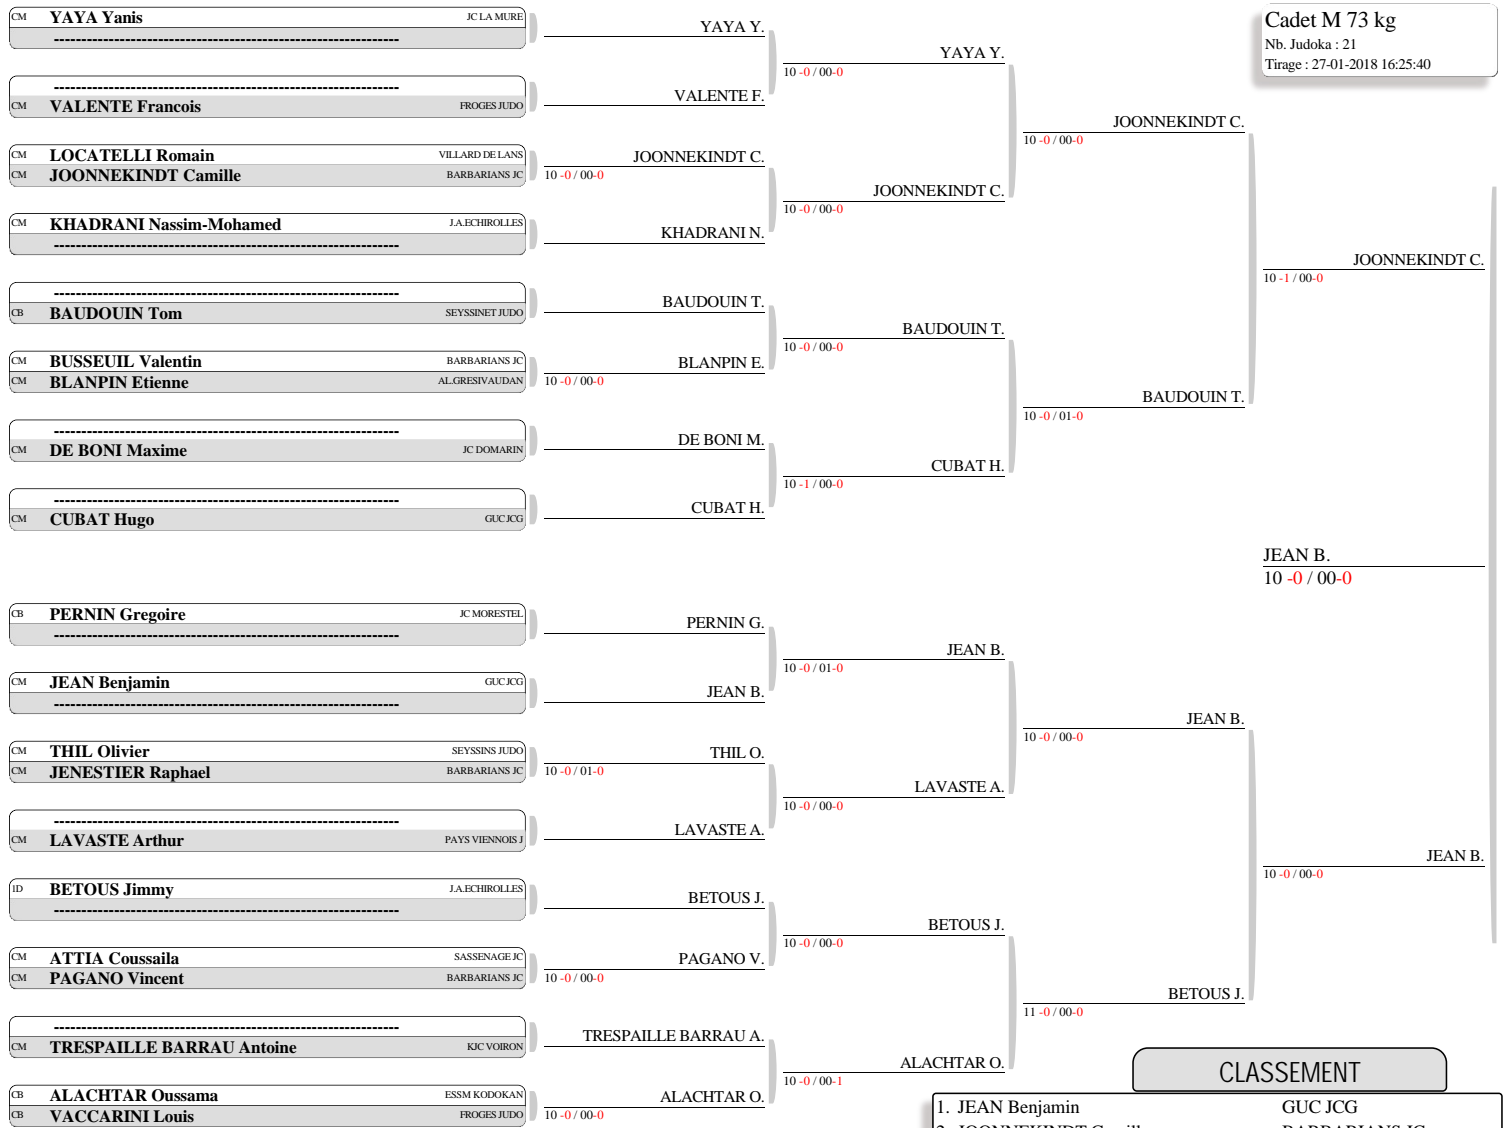 Cadet M 73 kg
Nb. Judoka : 21
Tirage : 27-01-2018 16:25:40
CM YAYA Yanis JC LA MURE
----------------------------------------------------------------
----------------------------------------------------------------
CM VALENTE Francois FROGES JUDO
CM LOCATELLI Romain VILLARD DE LANS
CM JOONNEKINDT Camille BARBARIANS JC
CM KHADRANI Nassim-Mohamed J.A.ECHIROLLES
----------------------------------------------------------------
----------------------------------------------------------------
CB BAUDOUIN Tom SEYSSINET JUDO
CM BUSSEUIL Valentin BARBARIANS JC
CM BLANPIN Etienne AL.GRESIVAUDAN
----------------------------------------------------------------
CM DE BONI Maxime JC DOMARIN
----------------------------------------------------------------
CM CUBAT Hugo GUC JCG
CB PERNIN Gregoire JC MORESTEL
----------------------------------------------------------------
CM JEAN Benjamin GUC JCG
----------------------------------------------------------------
CM THIL Olivier SEYSSINS JUDO
CM JENESTIER Raphael BARBARIANS JC
----------------------------------------------------------------
CM LAVASTE Arthur PAYS VIENNOIS J
1D BETOUS Jimmy J.A.ECHIROLLES
----------------------------------------------------------------
CM ATTIA Coussaila SASSENAGE JC
CM PAGANO Vincent BARBARIANS JC
----------------------------------------------------------------
CM TRESPAILLE BARRAU Antoine KJC VOIRON
CB ALACHTAR Oussama ESSM KODOKAN
CB VACCARINI Louis FROGES JUDO
YAYA Y.
VALENTE F.
JOONNEKINDT C.
10 -0 / 00-0
KHADRANI N.
BAUDOUIN T.
BLANPIN E.
10 -0 / 00-0
DE BONI M.
CUBAT H.
PERNIN G.
JEAN B.
THIL O.
10 -0 / 01-0
LAVASTE A.
BETOUS J.
PAGANO V.
10 -0 / 00-0
TRESPAILLE BARRAU A.
ALACHTAR O.
10 -0 / 00-0
YAYA Y.
10 -0 / 00-0
JOONNEKINDT C.
10 -0 / 00-0
BAUDOUIN T.
10 -0 / 00-0
CUBAT H.
10 -1 / 00-0
JEAN B.
10 -0 / 01-0
LAVASTE A.
10 -0 / 00-0
BETOUS J.
10 -0 / 00-0
ALACHTAR O.
10 -0 / 00-1
JOONNEKINDT C.
10 -0 / 00-0
BAUDOUIN T.
10 -0 / 01-0
JEAN B.
10 -0 / 00-0
BETOUS J.
11 -0 / 00-0
JOONNEKINDT C.
10 -1 / 00-0
JEAN B.
10 -0 / 00-0
JEAN B.
10 -0 / 00-0
CLASSEMENT
1. JEAN Benjamin GUC JCG